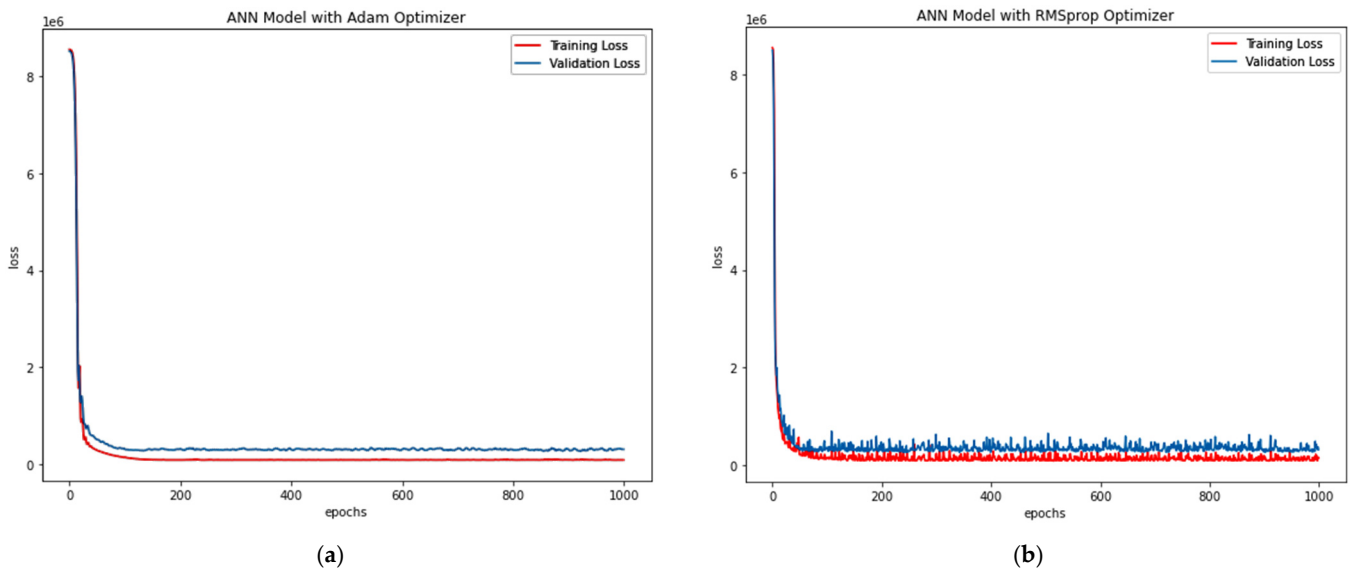 ANN Model with Adam Optimizer
1e6
Training Loss
Validation Loss
8
6
4
2
0
loss
0 200 400 600 800 1000
epochs
(a)
ANN Model with RMSprop Optimizer
1e6
Training Loss
Validation Loss
8
6
4
2
0
loss
0 200 400 600 800 1000
epochs
(b)